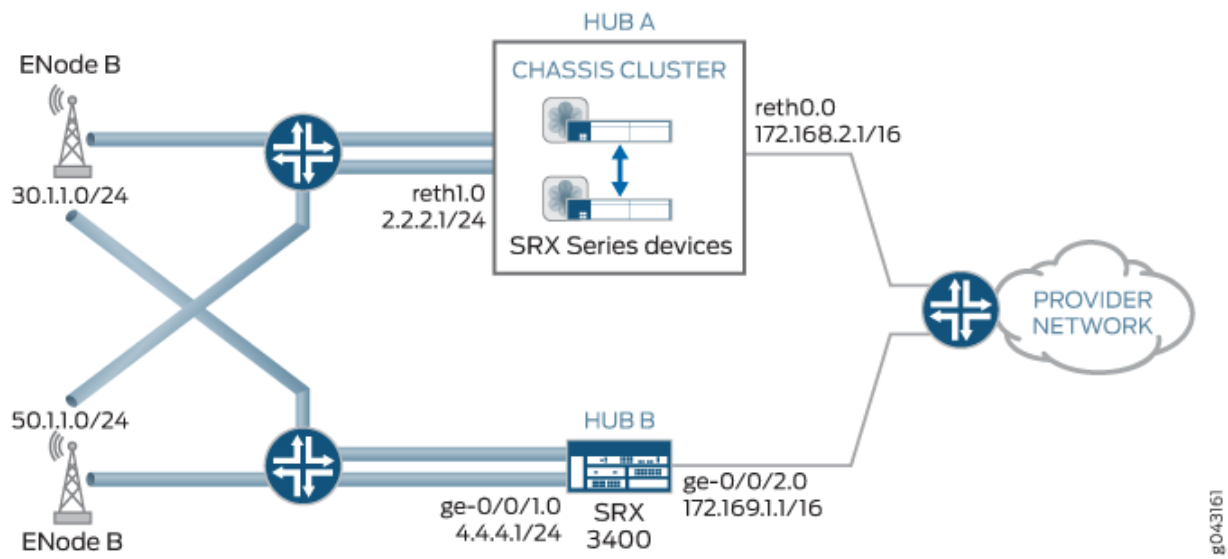 HUB A
ENode B
CHASSIS CLUSTER
reth0.0
172.168.2.1/16
30.1.1.0/24
reth1.0
2.2.2.1/24
SRX Series devices
PROVIDER
NETWORK
50.1.1.0/24
HUB B
ge-0/0/1.0
4.4.4.1/24
SRX
3400
ge-0/0/2.0
172.169.1.1/16
ENode B
g043161